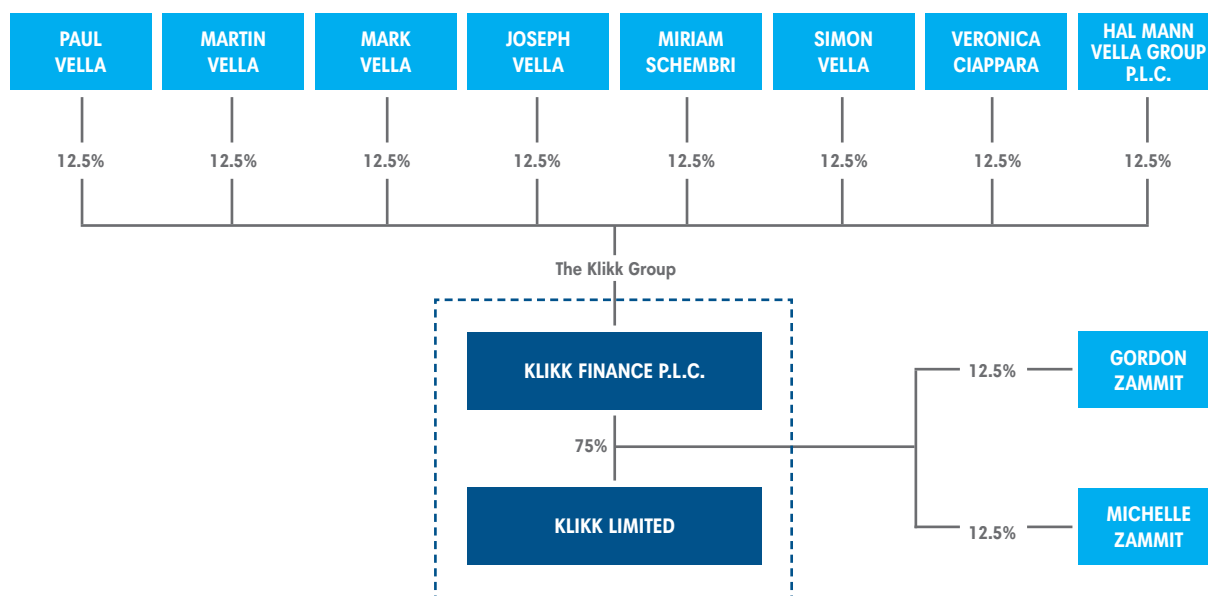 PAUL
VELLA
MARTIN
VELLA
MARK
VELLA
JOSEPH
VELLA
MIRIAM
SCHEMBRI
SIMON
VELLA
VERONICA
CIAPPARA
HAL MANN
VELLA GROUP
P.L.C.
12.5%
12.5%
12.5%
12.5%
12.5%
12.5%
12.5%
12.5%
The Klikk Group
KLIKK FINANCE P.L.C.
12.5%
GORDON
ZAMMIT
75%
KLIKK LIMITED
12.5%
MICHELLE
ZAMMIT